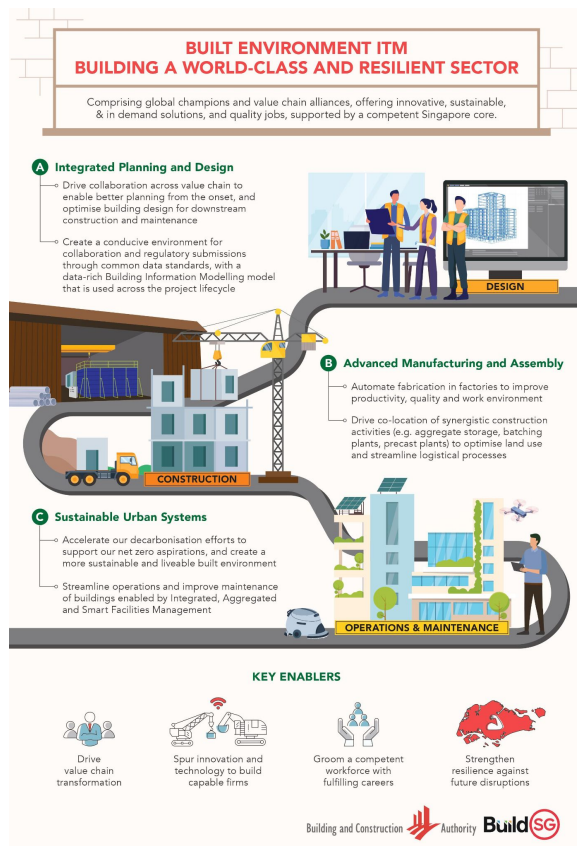 BUILT ENVIRONMENT ITM
BUILDING A WORLD-CLASS AND RESILIENT SECTOR
Comprising global champions and value chain alliances, offering innovative, sustainable,
& in demand solutions, and quality jobs, supported by a competent Singapore core.
A Integrated Planning and Design
Drive collaboration across value chain to
enable better planning from the onset, and
optimise building design for downstream
construction and maintenance
Create a conducive environment for
collaboration and regulatory submissions
through common data standards, with a
data-rich Building Information Modelling model
that is used across the project lifecycle
DESIGN
B Advanced Manufacturing and Assembly
Automate fabrication in factories to improve
productivity, quality and work environment
Drive co-location of synergistic construction
activities (e.g. aggregate storage, batching
plants, precast plants) to optimise land use
and streamline logistical processes
CONSTRUCTION
C Sustainable Urban Systems
Accelerate our decarbonisation efforts to
support our net zero aspirations, and create a
more sustainable and liveable built environment
Streamline operations and improve maintenance
of buildings enabled by Integrated, Aggregated
and Smart Facilities Management
OPERATIONS & MAINTENANCE
KEY ENABLERS
Drive
value chain
transformation
Spur innovation and
technology to build
capable firms
Groom a competent
workforce with
fulfilling careers
Strengthen
resilience against
future disruptions
Building and Construction Authority
BuildSG